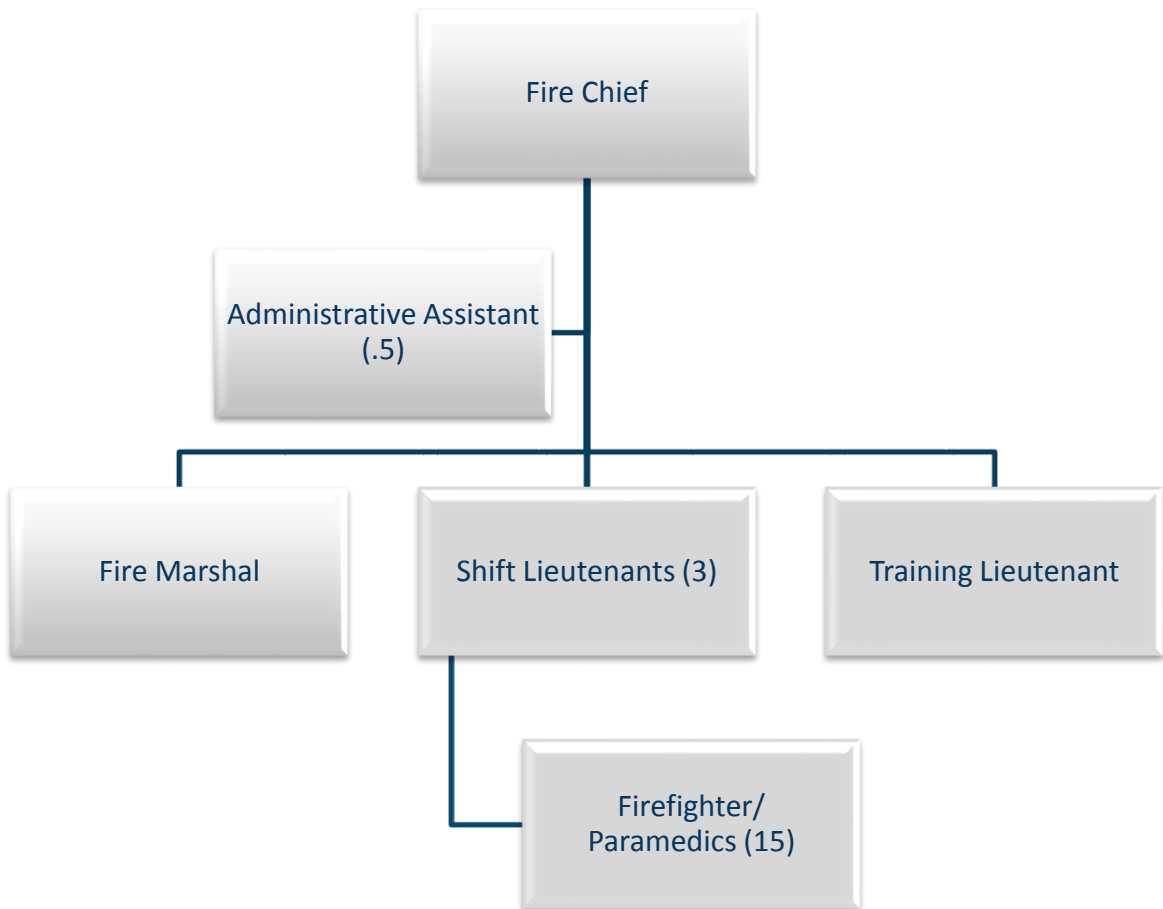 Fire Chief
Administrative Assistant
(.5)
Fire Marshal
Shift Lieutenants (3)
Training Lieutenant
Firefighter/
Paramedics (15)